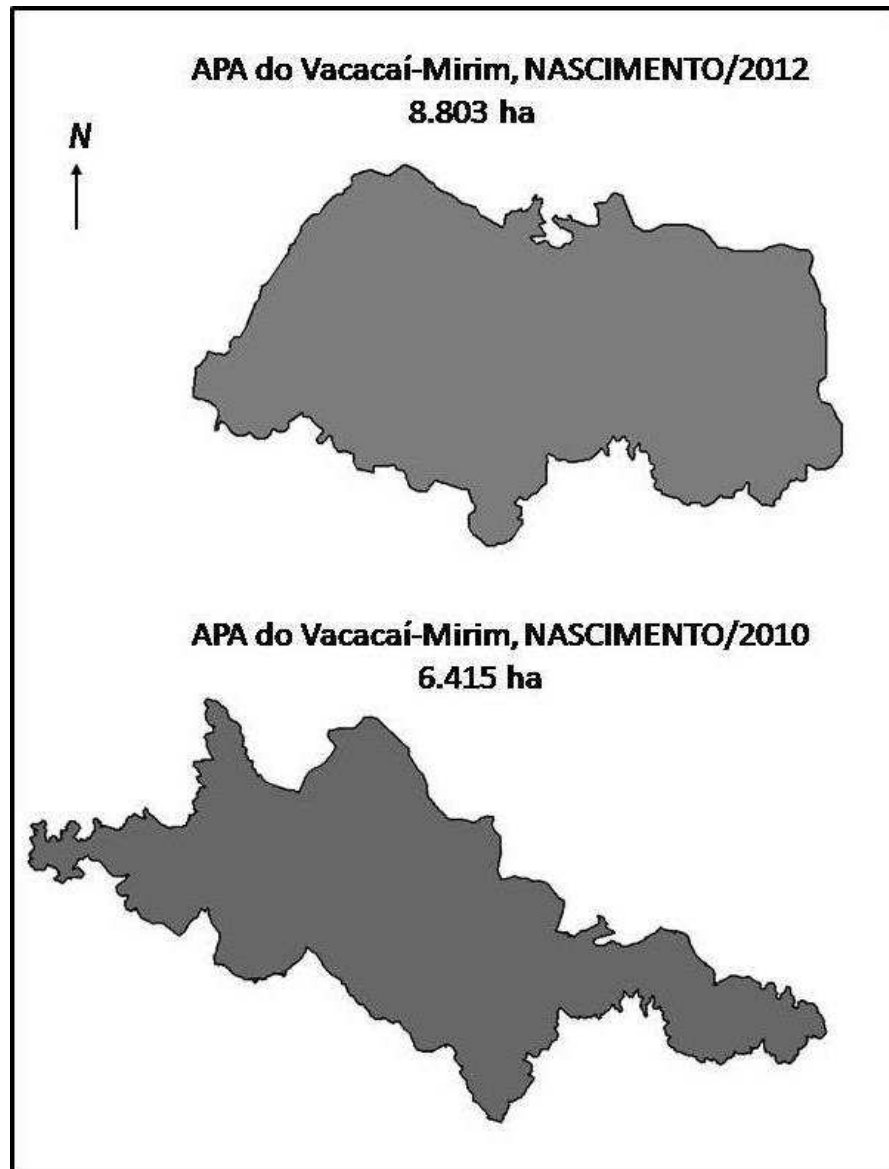 APA do Vacacaí-Mirim, NASCIMENTO/2012
8.803 ha
N
APA do Vacacaí-Mirim, NASCIMENTO/2010
6.415 ha